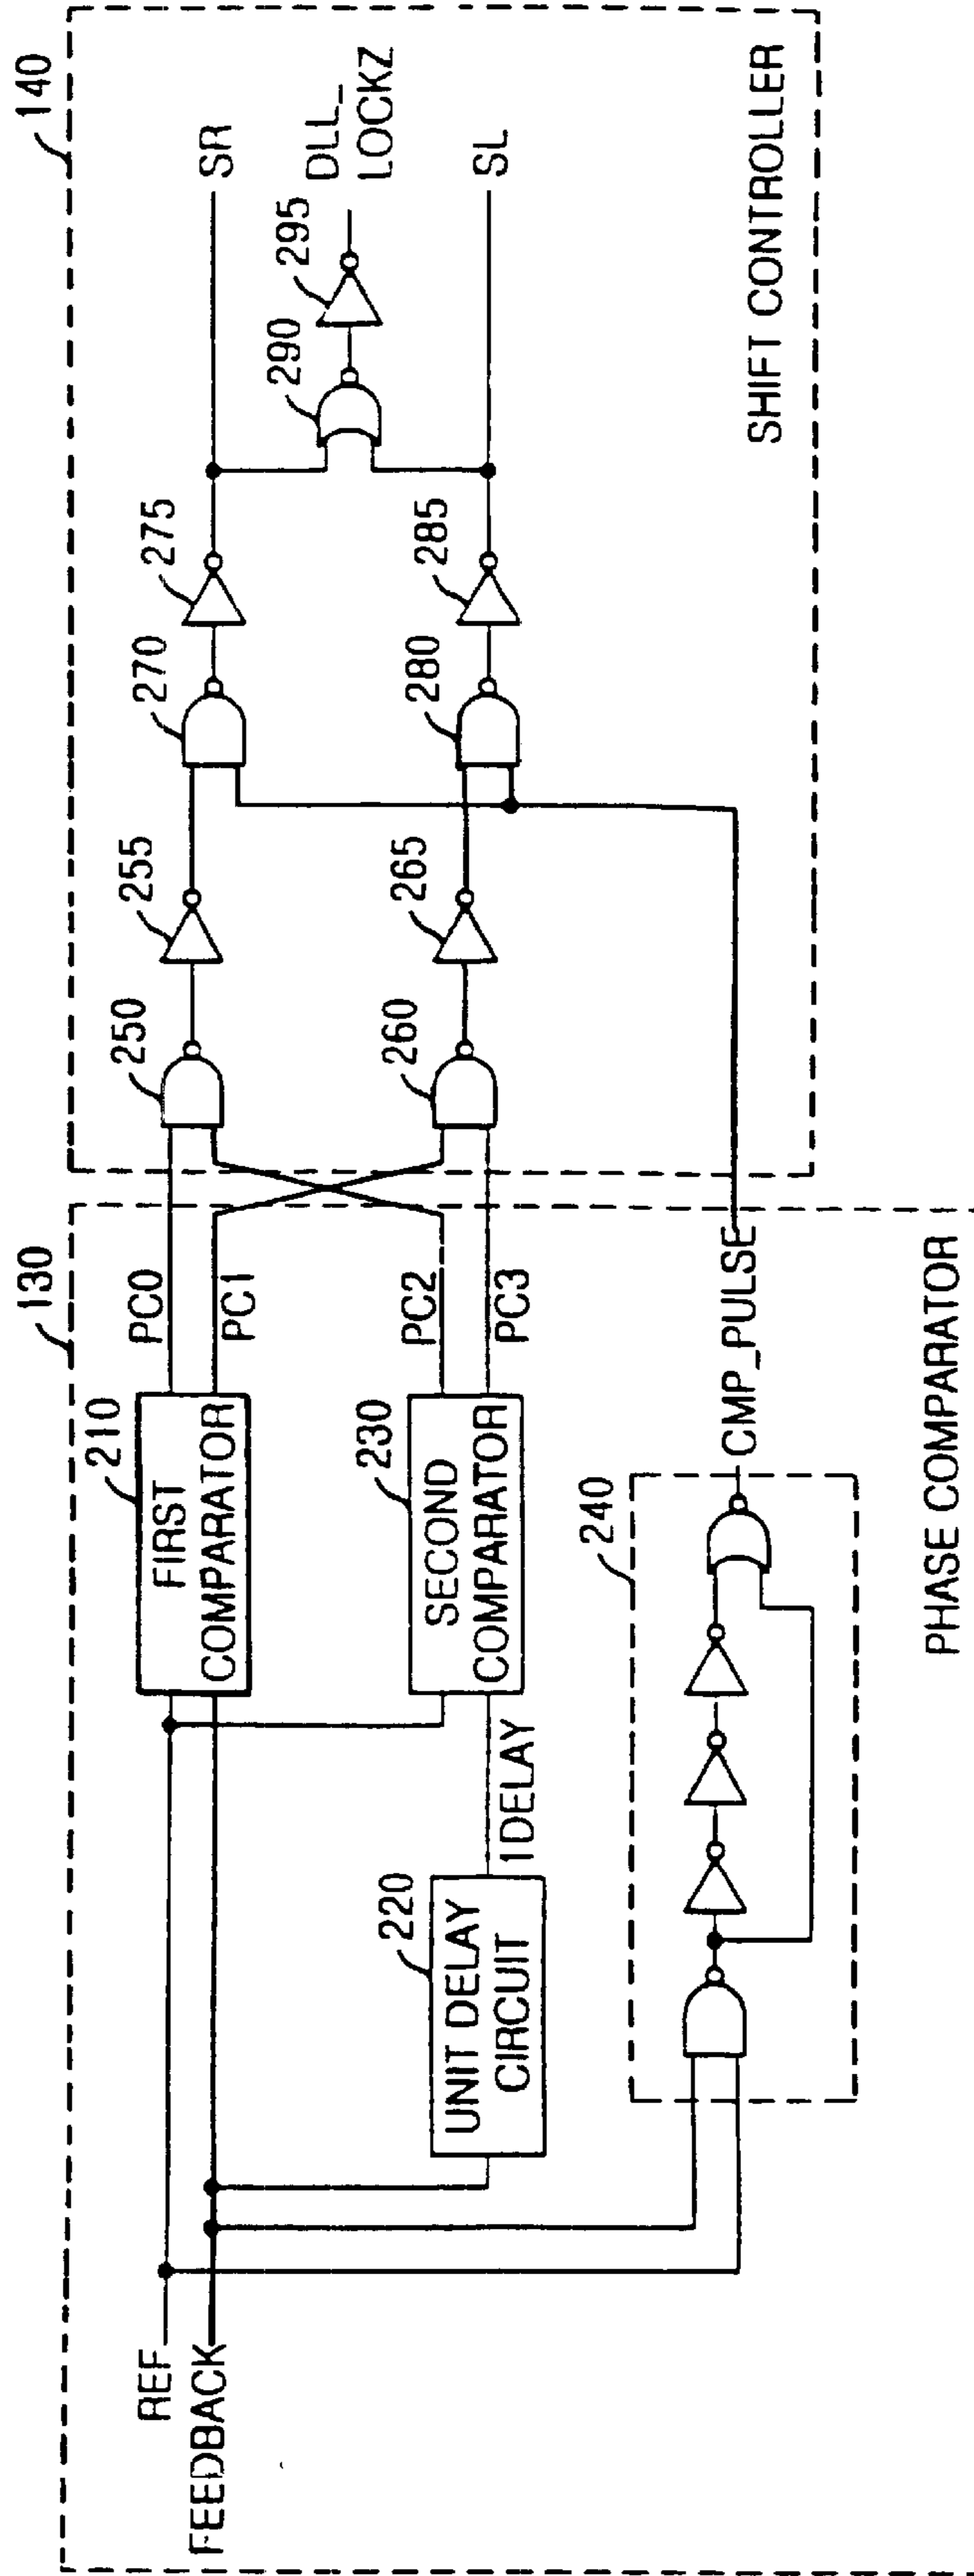 130
140
REF
FEEDBACK
210
FIRST
COMPARATOR
PC0
PC1
250
255
270
275
SR
220
UNIT DELAY
CIRCUIT
1DELAY
230
SECOND
COMPARATOR
PC2
PC3
260
265
280
285
290
295
DLL_
LOCKZ
SL
240
CMP_PULSE
PHASE COMPARATOR
SHIFT CONTROLLER